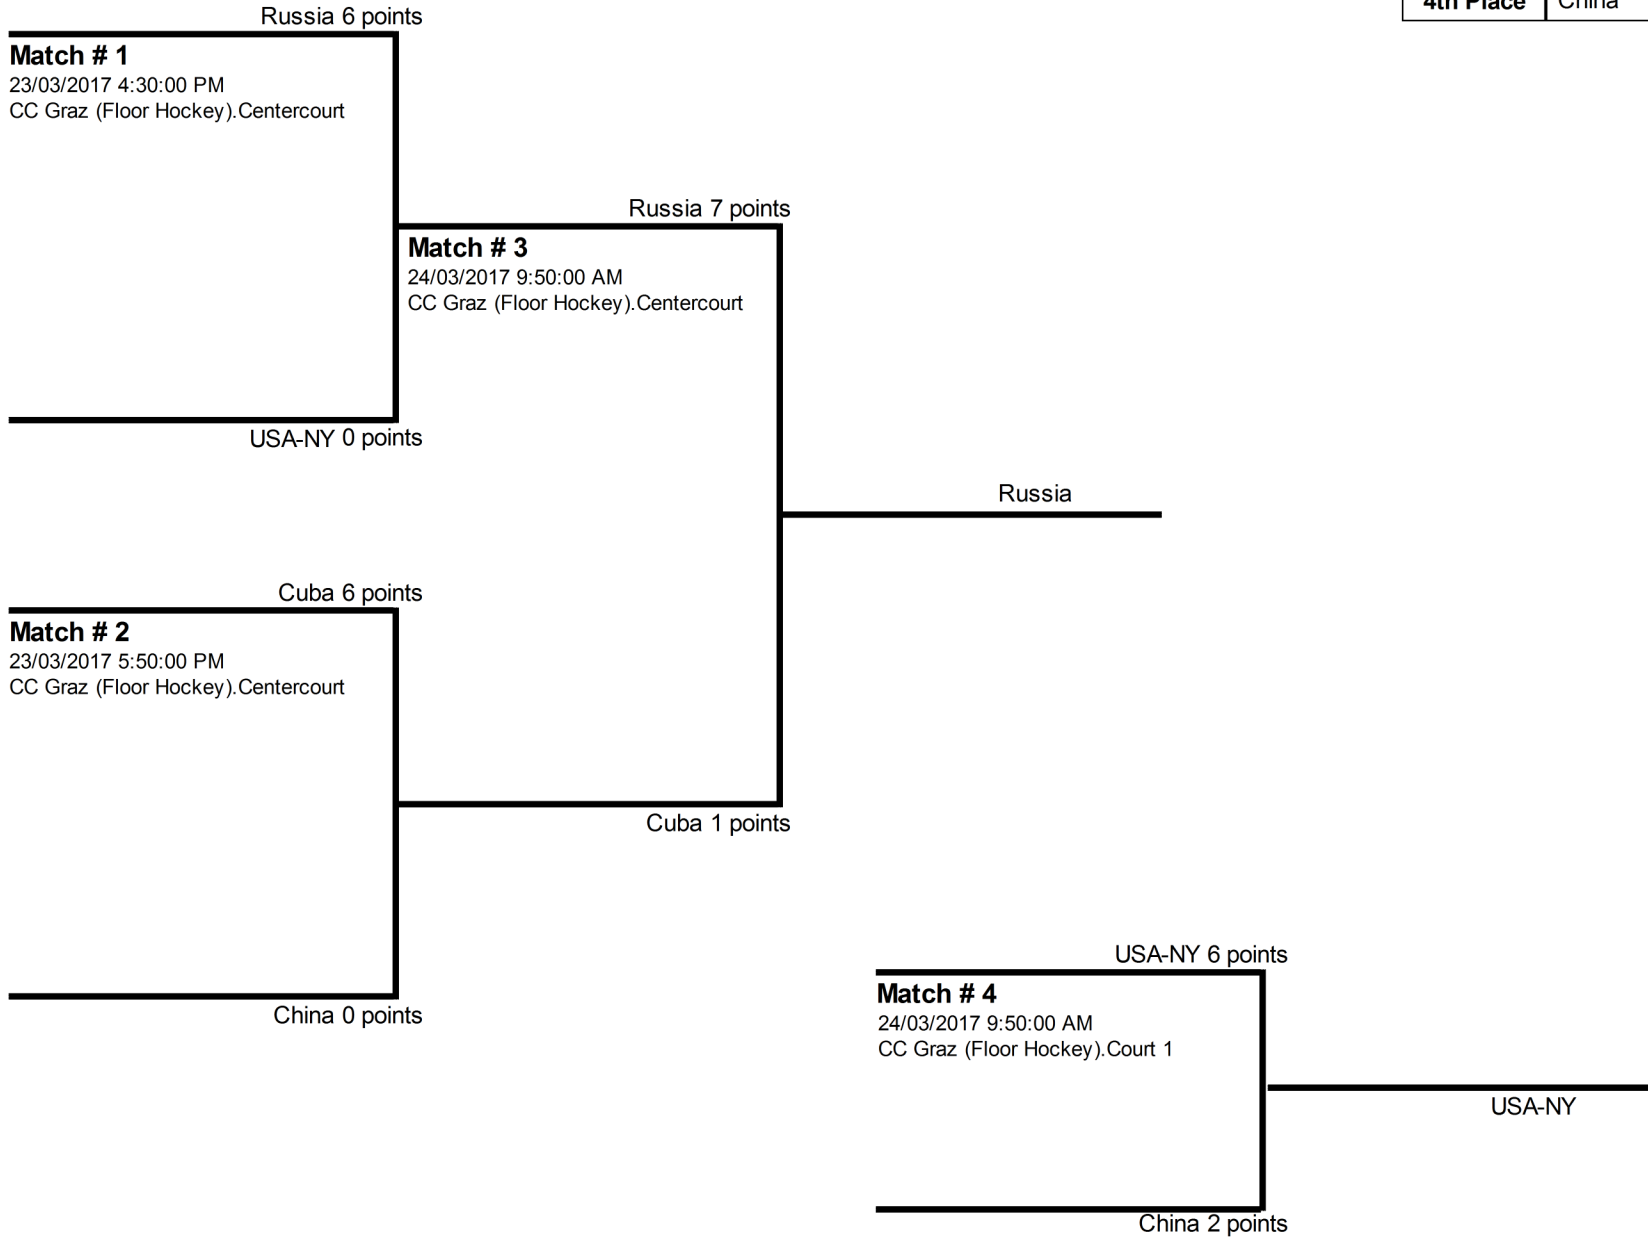 4th Place China
Russia 6 points
Match # 1
23/03/2017 4:30:00 PM
CC Graz (Floor Hockey).Centercourt
Russia 7 points
Match # 3
24/03/2017 9:50:00 AM
CC Graz (Floor Hockey).Centercourt
USA-NY 0 points
Russia
Cuba 6 points
Match # 2
23/03/2017 5:50:00 PM
CC Graz (Floor Hockey).Centercourt
Cuba 1 points
USA-NY 6 points
Match # 4
24/03/2017 9:50:00 AM
CC Graz (Floor Hockey).Court 1
China 0 points
USA-NY
China 2 points